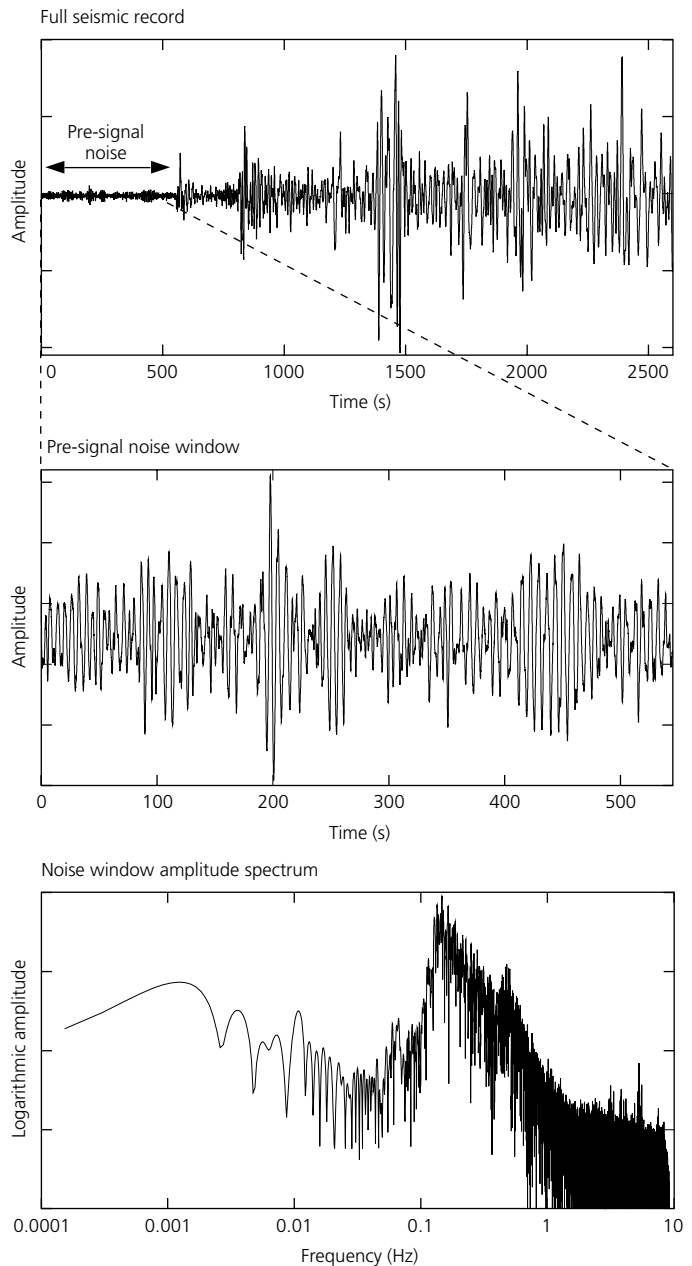 Full seismic record
Pre-signal
noise
Amplitude
0 500 1000 1500 2000 2500
Time (s)
Pre-signal noise window
Amplitude
0 100 200 300 400 500
Time (s)
Noise window amplitude spectrum
Logarithmic amplitude
0.0001 0.001 0.01 0.1 1 10
Frequency (Hz)